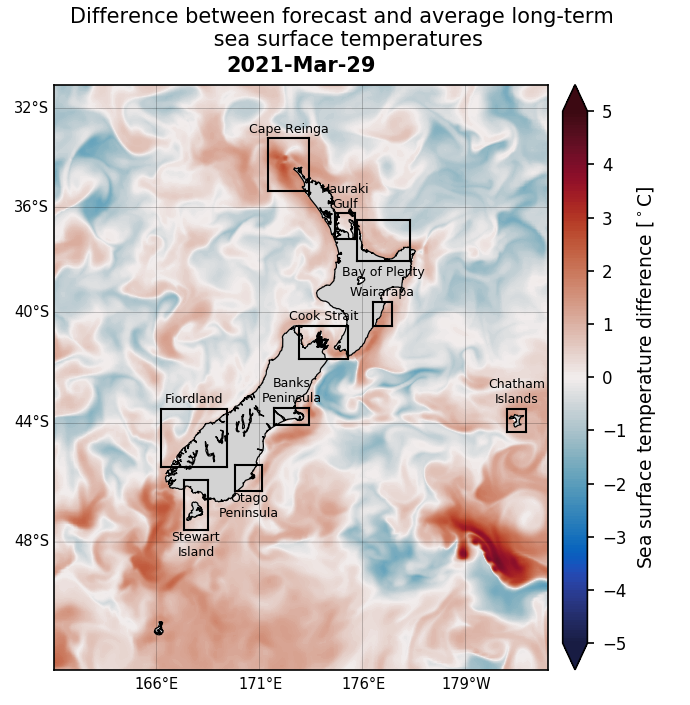 Difference between forecast and average long-term
sea surface temperatures
2021-Mar-29
32°S
36°S
40°S
44°S
48°S
166°E
171°E
176°E
179°W
Cape Reinga
Hauraki
Gulf
Bay of Plenty
Wairarapa
Cook Strait
Banks
Peninsula
Fiordland
Chatham
Islands
Otago
Peninsula
Stewart
Island
5
4
3
2
1
0
−1
−2
−3
−4
−5
Sea surface temperature difference [°C]